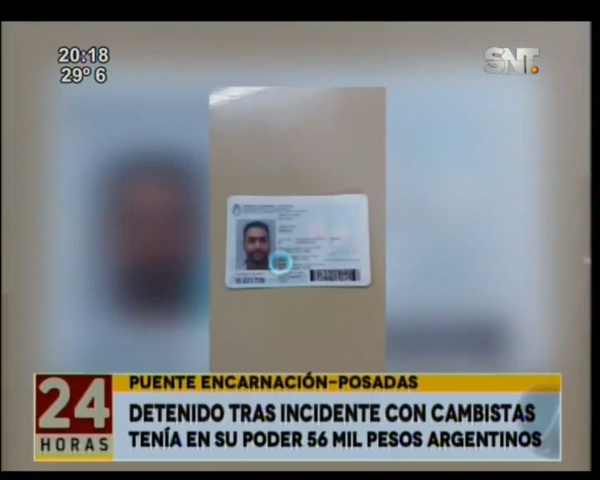 20:18
29° 6
SNT.
PUENTE ENCARNACIÓN-POSADAS
24
HORAS
DETENIDO TRAS INCIDENTE CON CAMBISTAS
TENÍA EN SU PODER 56 MIL PESOS ARGENTINOS